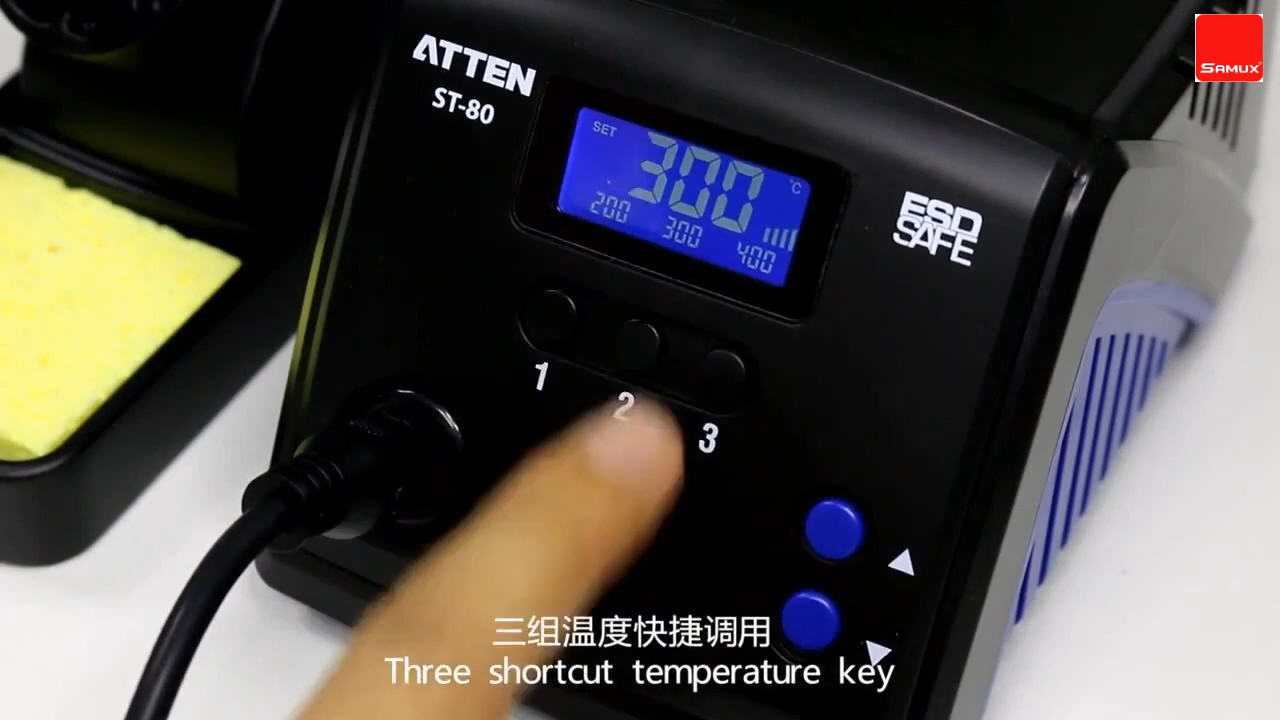 SAMUX
ATTEN
ST-80
SET
300 °C
200 300 400
ESD
SAFE
1 2 3
三组温度快捷调用
Three shortcut temperature key